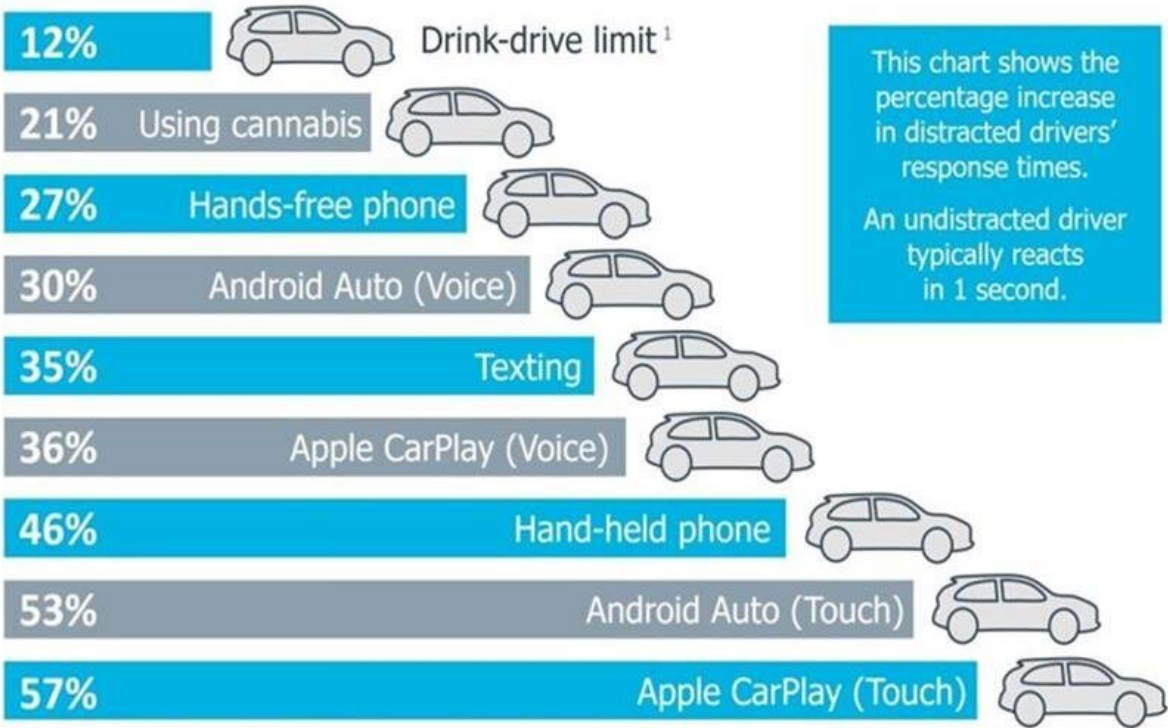 12% Drink-drive limit 1
21% Using cannabis
27% Hands-free phone
30% Android Auto (Voice)
35% Texting
36% Apple CarPlay (Voice)
46% Hand-held phone
53% Android Auto (Touch)
57% Apple CarPlay (Touch)
This chart shows the
percentage increase
in distracted drivers'
response times.
An undistracted driver
typically reacts
in 1 second.